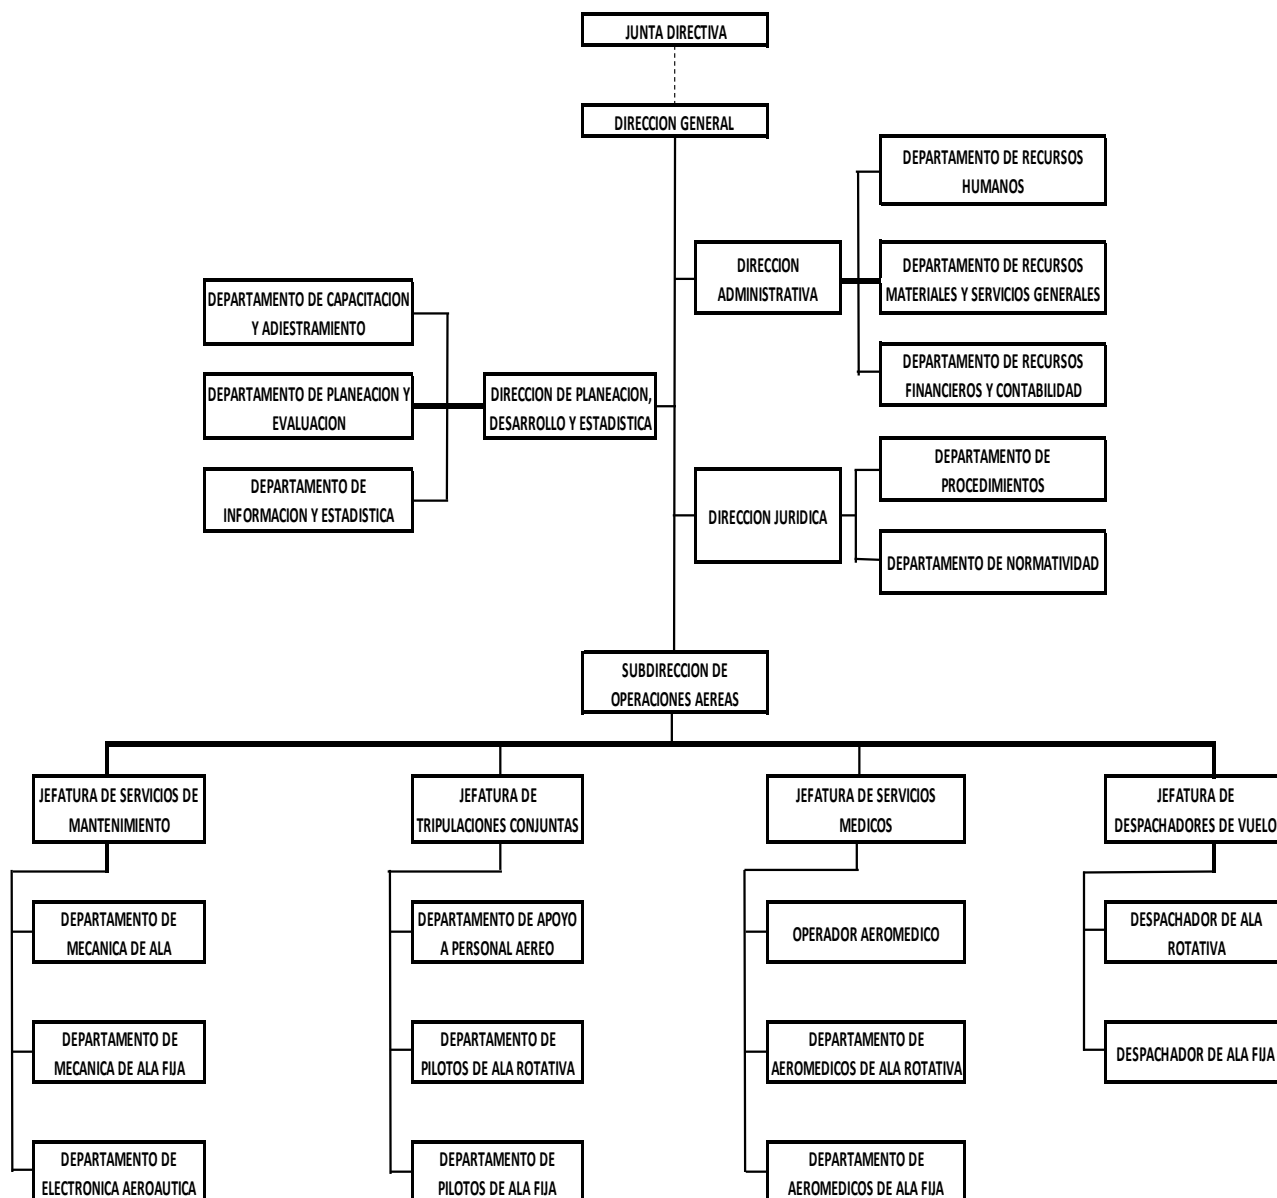 JUNTA DIRECTIVA
DIRECCION GENERAL
DEPARTAMENTO DE RECURSOS
HUMANOS
DIRECCION
ADMINISTRATIVA
DEPARTAMENTO DE RECURSOS
MATERIALES Y SERVICIOS GENERALES
DEPARTAMENTO DE RECURSOS
FINANCIEROS Y CONTABILIDAD
DEPARTAMENTO DE CAPACITACION
Y ADIESTRAMIENTO
DEPARTAMENTO DE PLANEACION Y
EVALUACION
DIRECCION DE PLANEACION,
DESARROLLO Y ESTADISTICA
DEPARTAMENTO DE
INFORMACION Y ESTADISTICA
DEPARTAMENTO DE
PROCEDIMIENTOS
DIRECCION JURIDICA
DEPARTAMENTO DE NORMATIVIDAD
SUBDIRECCION DE
OPERACIONES AEREAS
JEFATURA DE SERVICIOS DE
MANTENIMIENTO
JEFATURA DE
TRIPULACIONES CONJUNTAS
JEFATURA DE SERVICIOS
MEDICOS
JEFATURA DE
DESPACHADORES DE VUELO
DEPARTAMENTO DE
MECANICA DE ALA
DEPARTAMENTO DE APOYO
A PERSONAL AEREO
OPERADOR AEROMEDICO
DESPACHADOR DE ALA
ROTATIVA
DEPARTAMENTO DE
MECANICA DE ALA FIJA
DEPARTAMENTO DE
PILOTOS DE ALA ROTATIVA
DEPARTAMENTO DE
AEROMEDICOS DE ALA ROTATIVA
DESPACHADOR DE ALA FIJA
DEPARTAMENTO DE
ELECTRONICA AEROAUTICA
DEPARTAMENTO DE
PILOTOS DE ALA FIJA
DEPARTAMENTO DE
AEROMEDICOS DE ALA FIJA